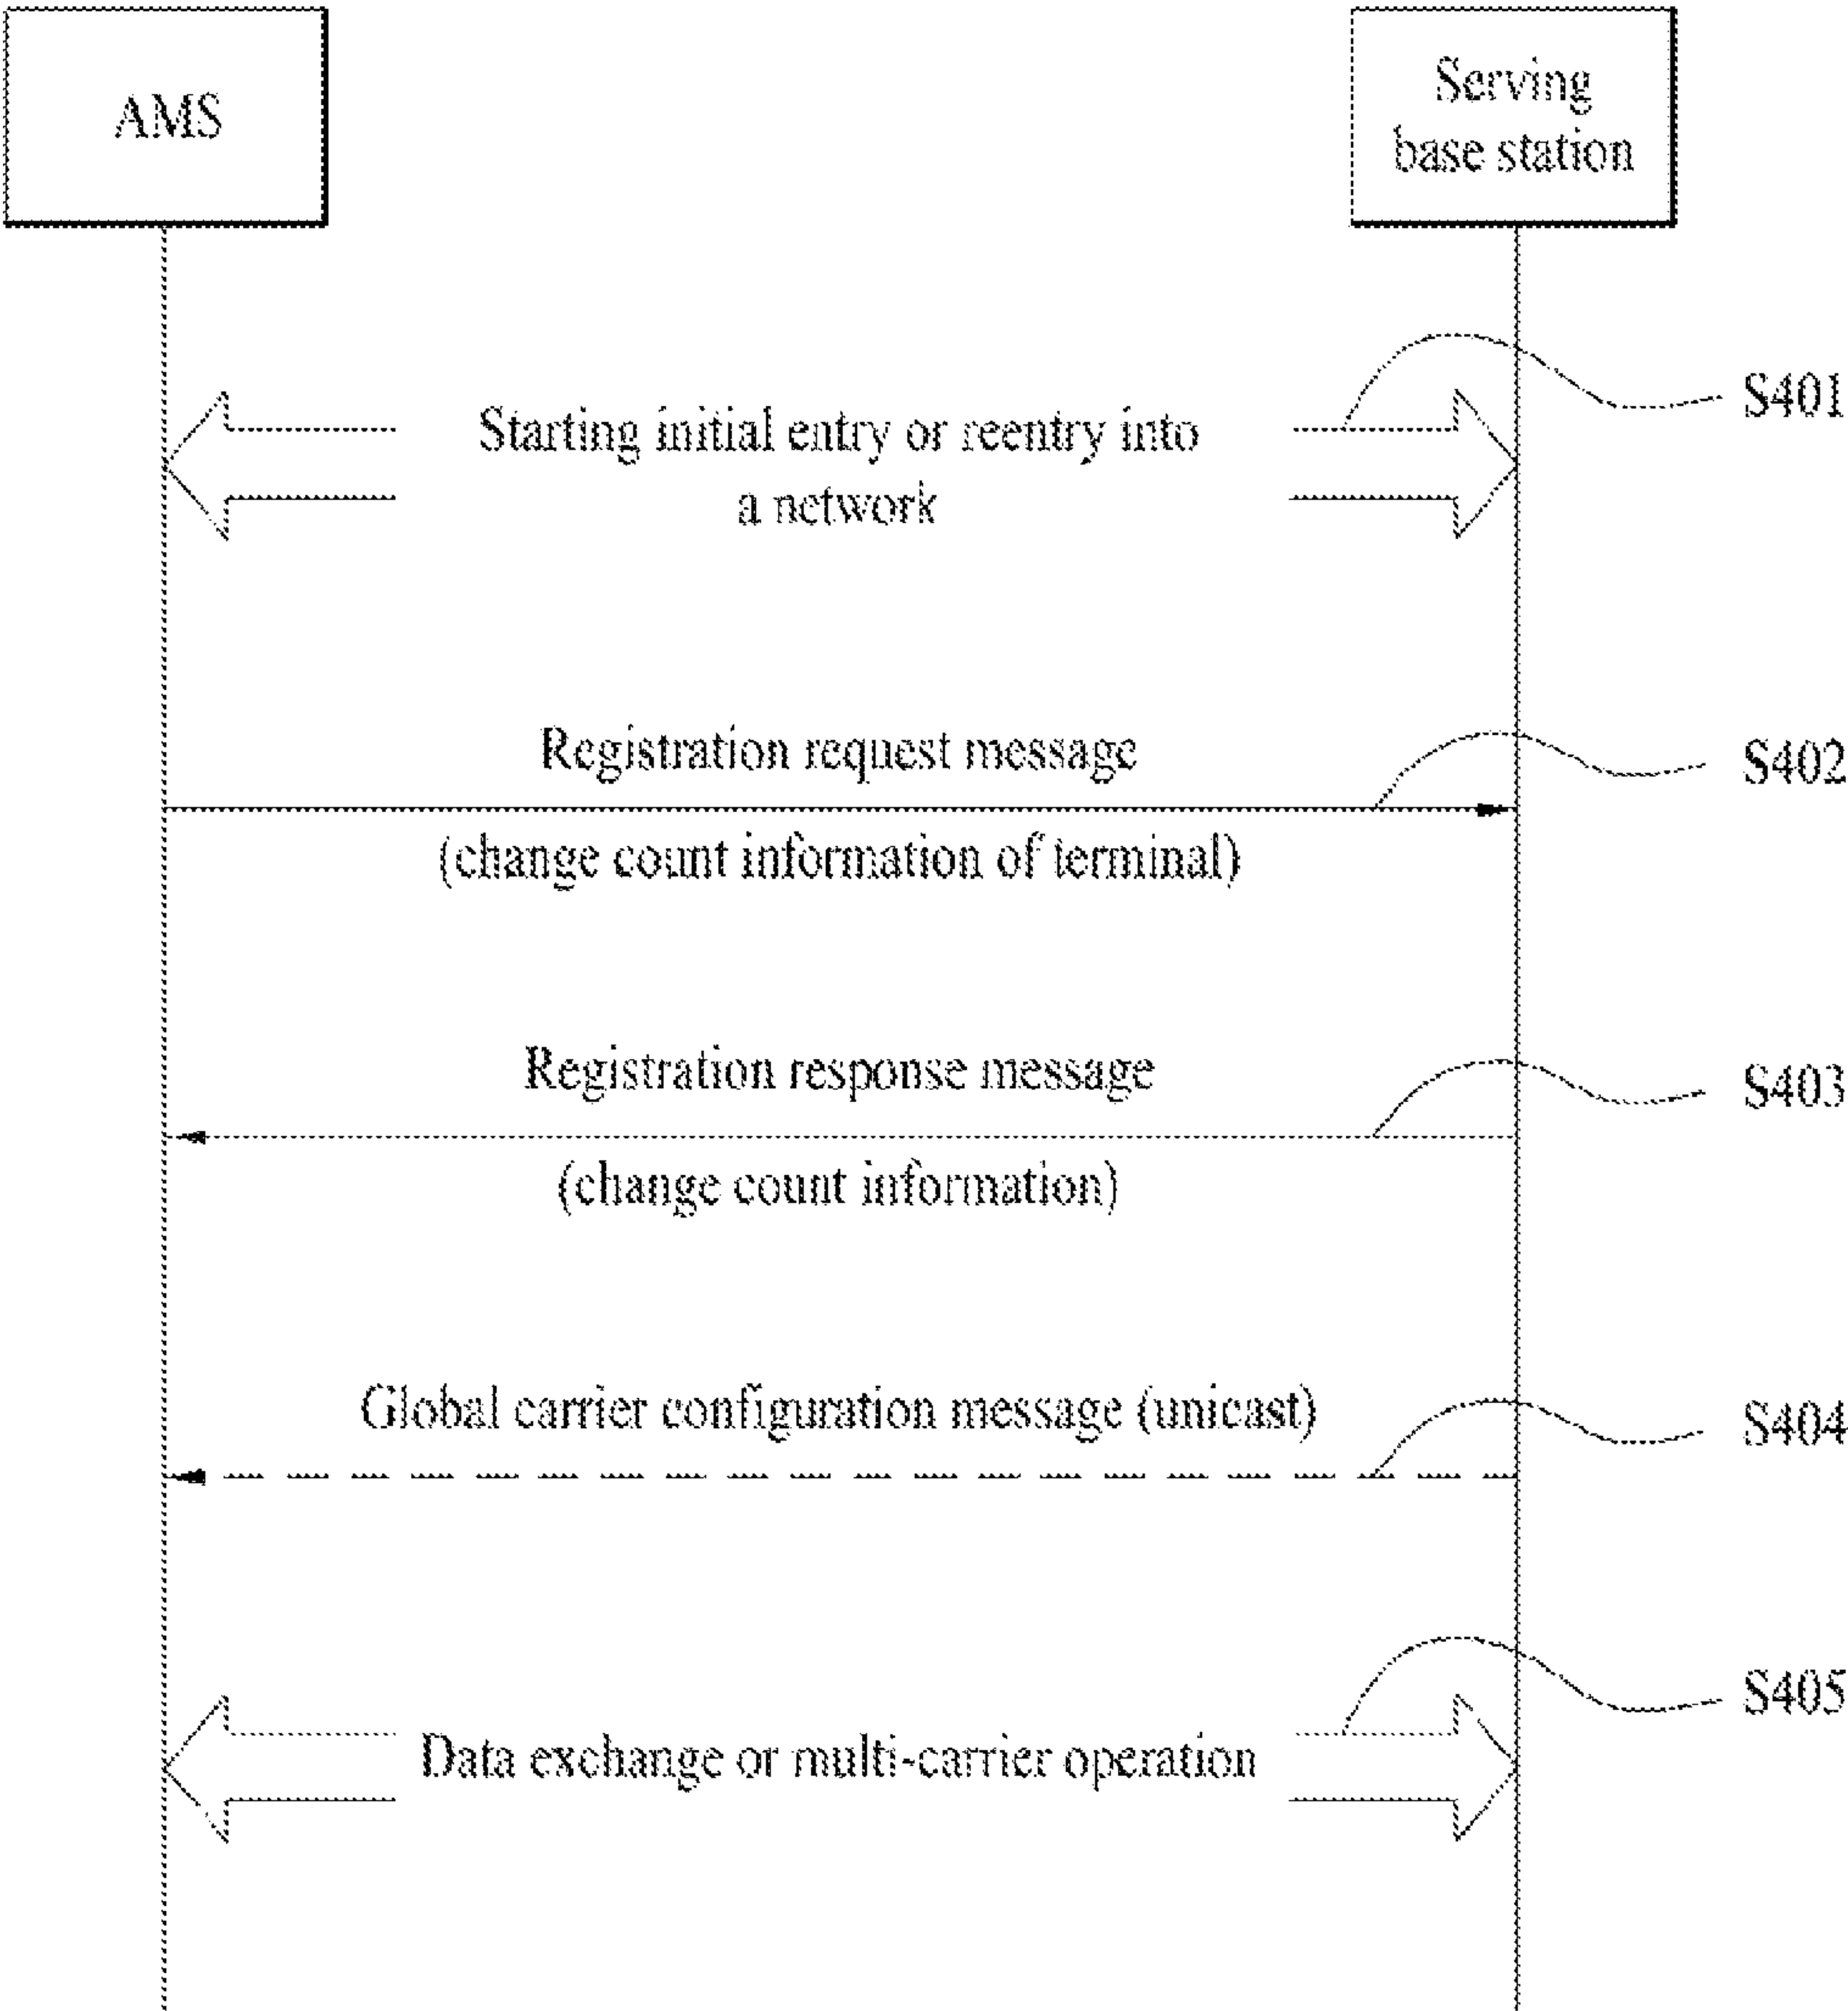 AMS
Serving
base station
S401
Starting initial entry or reentry into
a network
Registration request message
S402
(change count information of terminal)
Registration response message
S403
(change count information)
Global carrier configuration message (unicast)
S404
S405
Data exchange or multi-carrier operation